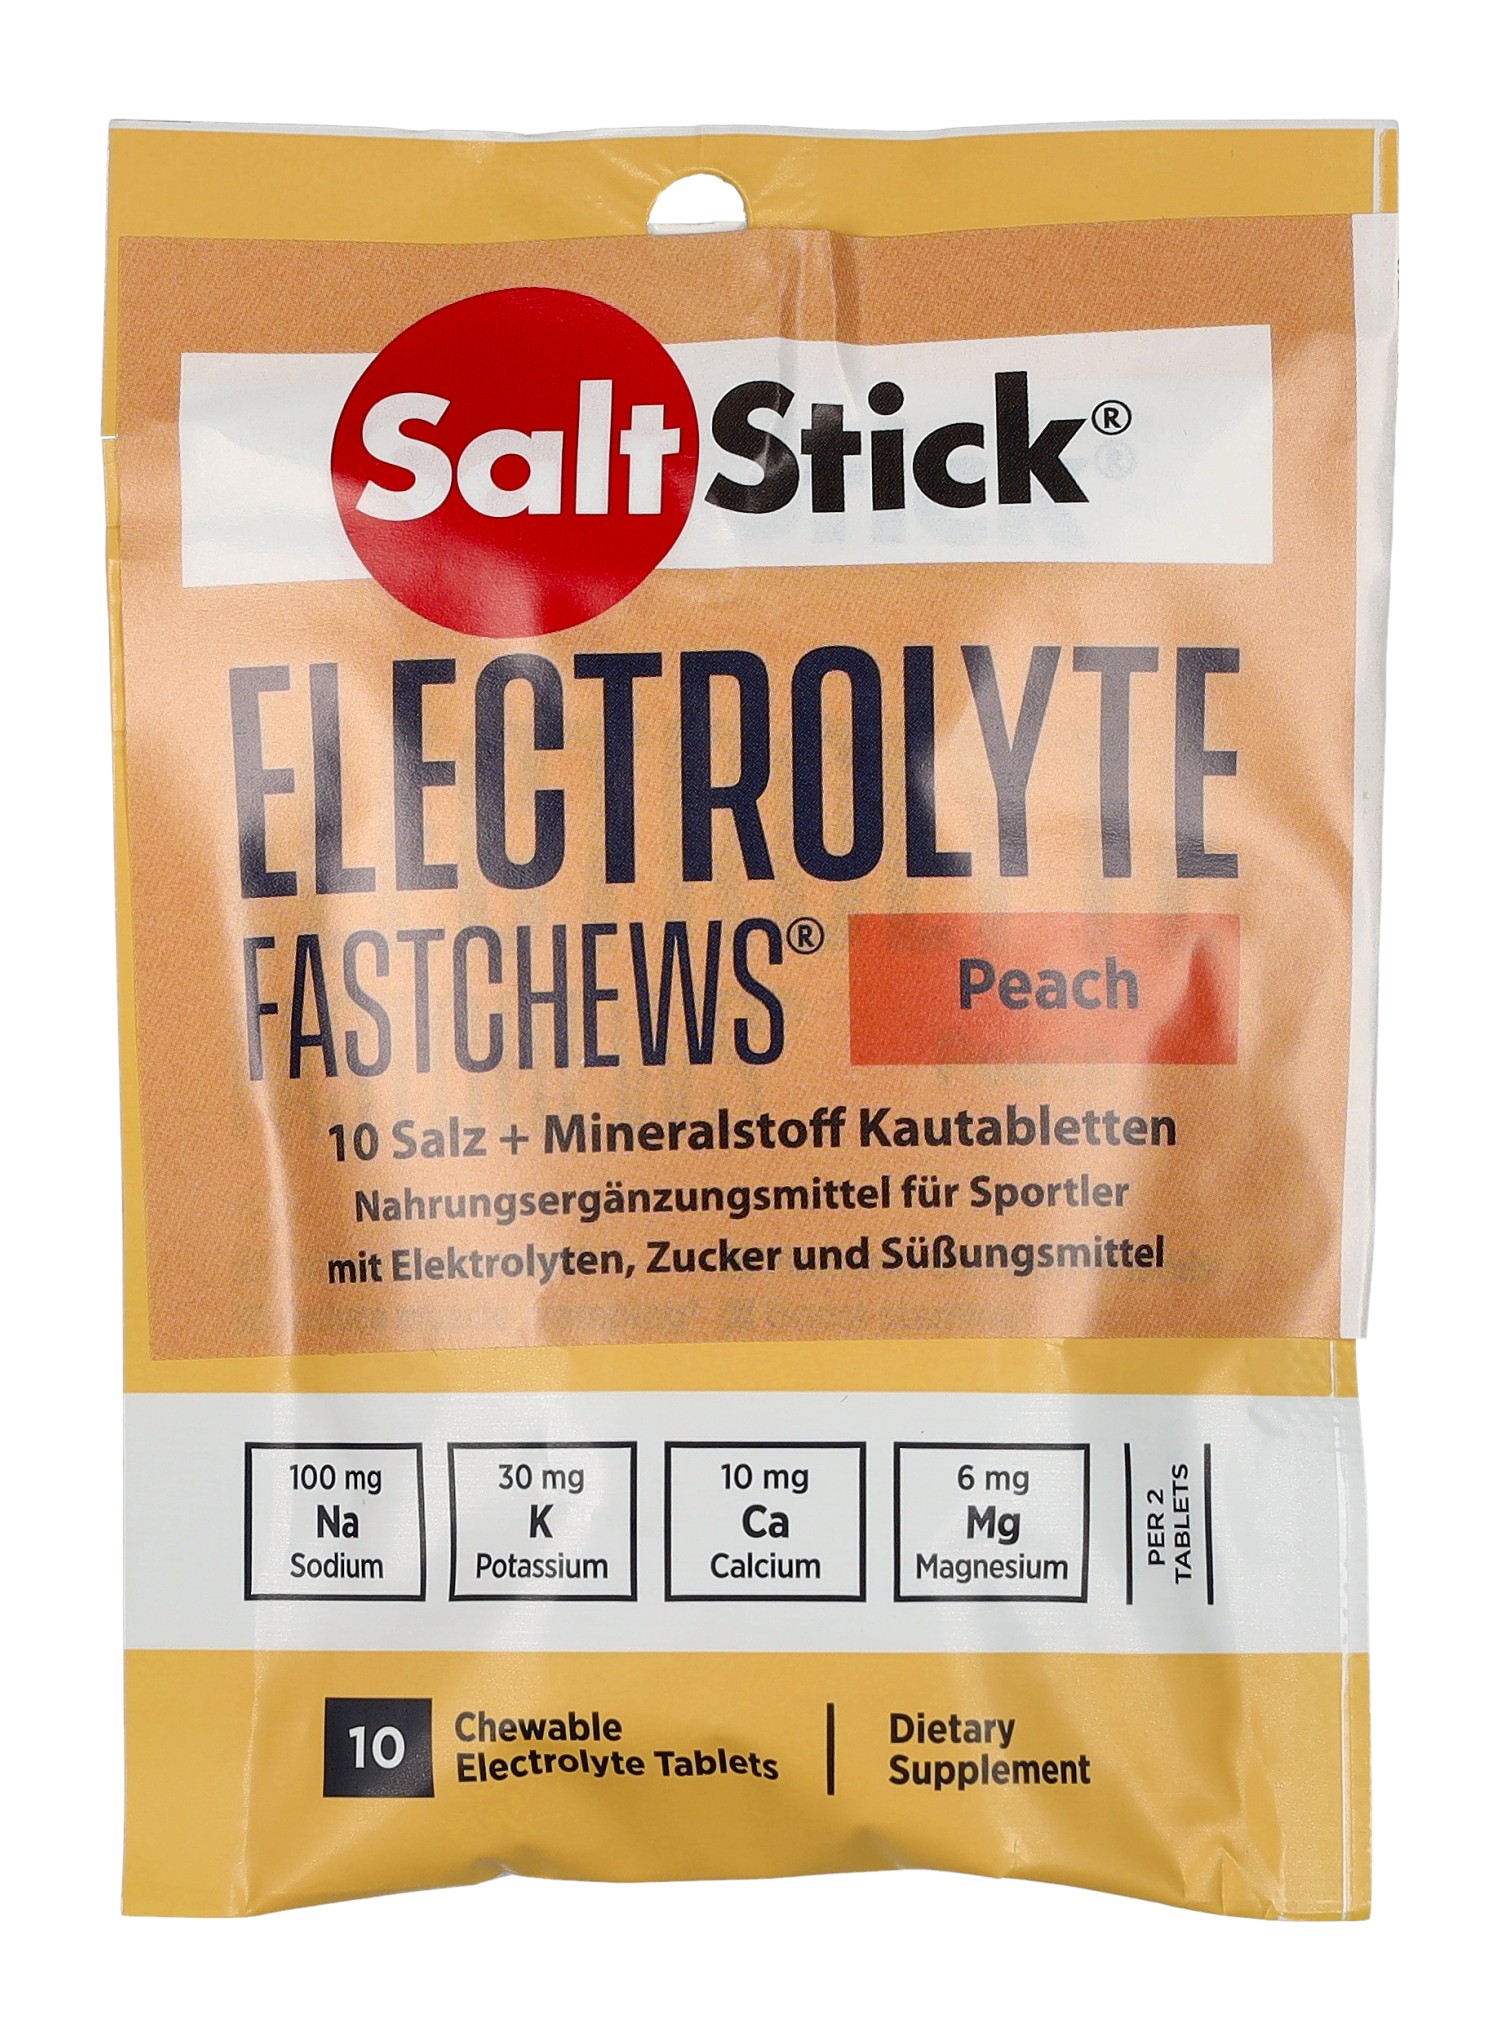 SaltStick®
ELECTROLYTE
FASTCHEWS®
Peach
10 Salz + Mineralstoff Kautabletten
Nahrungsergänzungsmittel für Sportler
mit Elektrolyten, Zucker und Süßungsmittel
100 mg
Na
Sodium
30 mg
K
Potassium
10 mg
Ca
Calcium
6 mg
Mg
Magnesium
PER 2
TABLETS
10
Chewable
Electrolyte Tablets
Dietary
Supplement